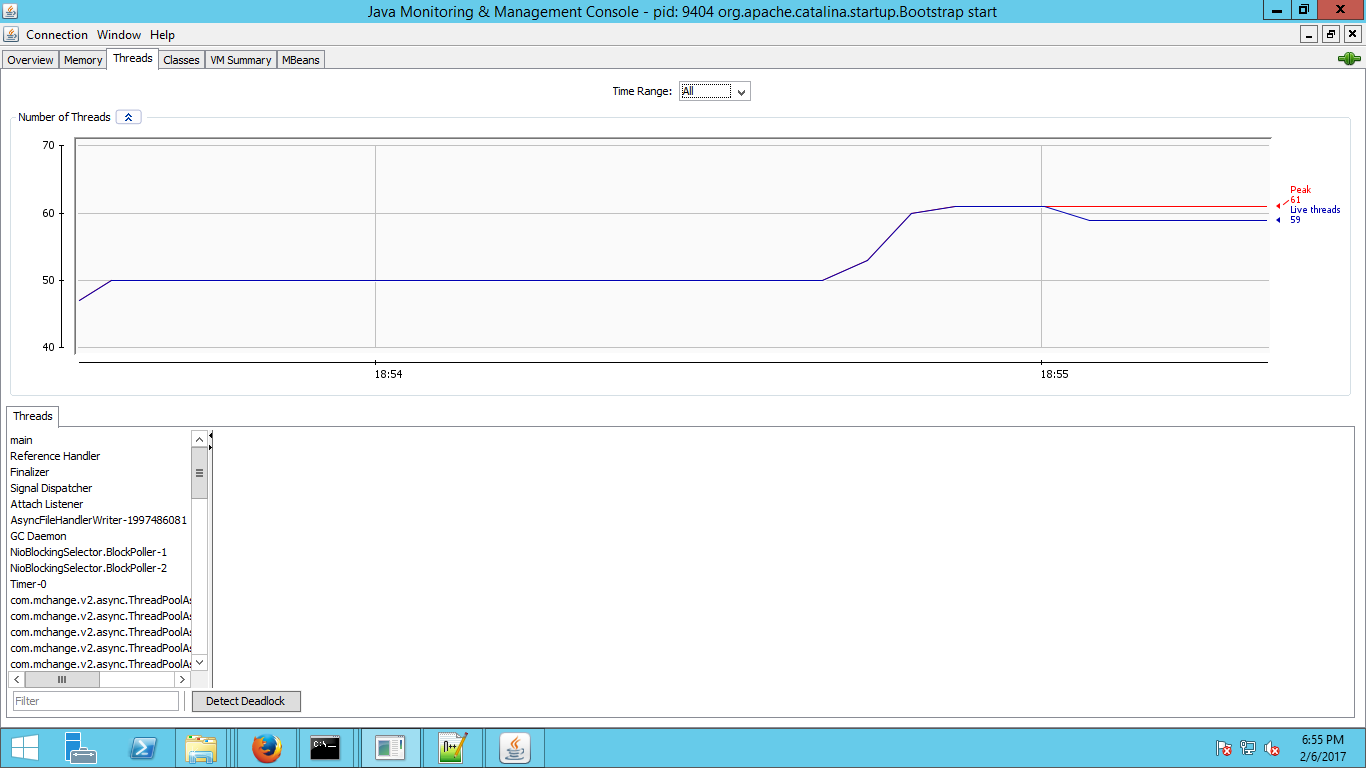 Java Monitoring & Management Console - pid: 9404 org.apache.catalina.startup.Bootstrap start
Connection Window Help
Overview Memory Threads Classes VM Summary MBeans
Time Range: All
Number of Threads
70
60
50
40
Peak
61
Live threads
59
18:54 18:55
Threads
main
Reference Handler
Finalizer
Signal Dispatcher
Attach Listener
AsyncFileHandlerWriter-1997486081
GC Daemon
NioBlockingSelector.BlockPoller-1
NioBlockingSelector.BlockPoller-2
Timer-0
com.mchange.v2.async.ThreadPoolAs
com.mchange.v2.async.ThreadPoolAs
com.mchange.v2.async.ThreadPoolAs
com.mchange.v2.async.ThreadPoolAs
com.mchange.v2.async.ThreadPoolAs
Filter Detect Deadlock
6:55 PM
2/6/2017